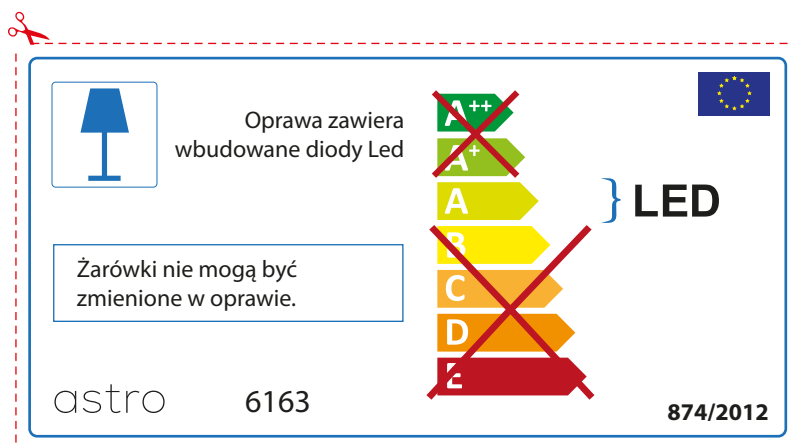 Oprawa zawiera
wbudowane diody Led
A++
A+
A
B
C
D
E
LED
Żarówki nie mogą być
zmienione w oprawie.
astro
6163
874/2012